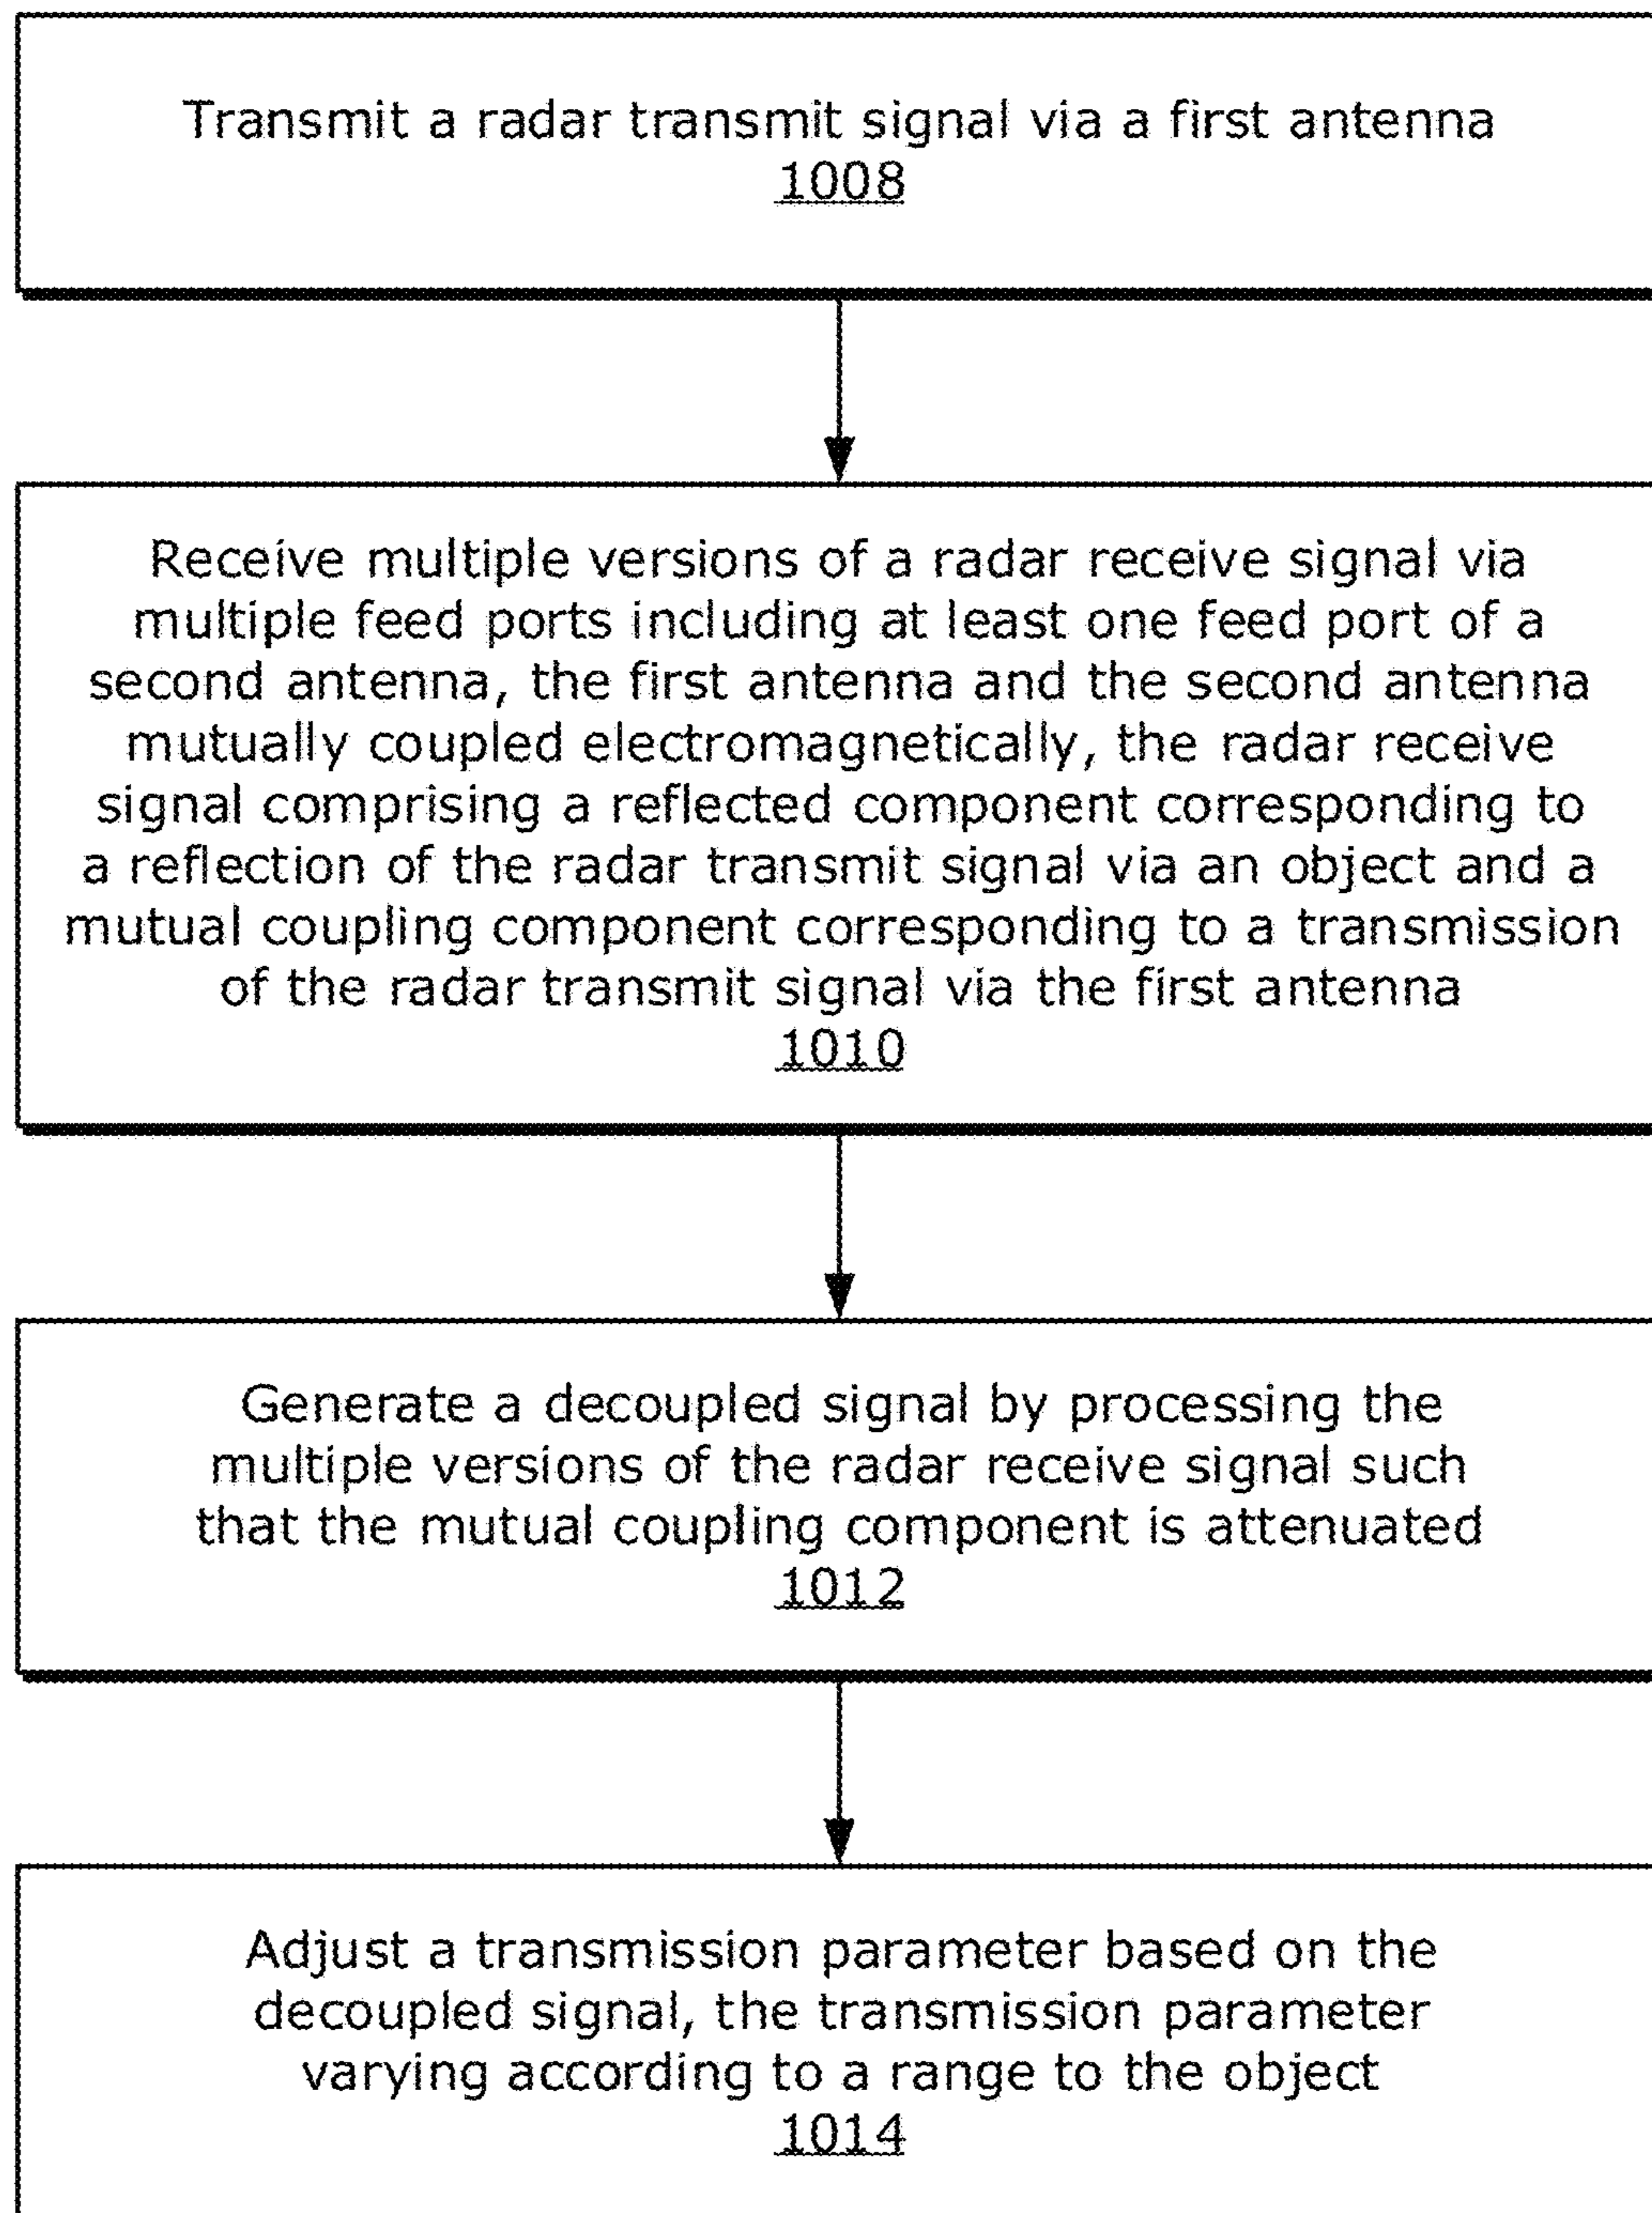 Transmit a radar transmit signal via a first antenna
1008
Receive multiple versions of a radar receive signal via
multiple feed ports including at least one feed port of a
second antenna, the first antenna and the second antenna
mutually coupled electromagnetically, the radar receive
signal comprising a reflected component corresponding to
a reflection of the radar transmit signal via an object and a
mutual coupling component corresponding to a transmission
of the radar transmit signal via the first antenna
1010
Generate a decoupled signal by processing the
multiple versions of the radar receive signal such
that the mutual coupling component is attenuated
1012
Adjust a transmission parameter based on the
decoupled signal, the transmission parameter
varying according to a range to the object
1014